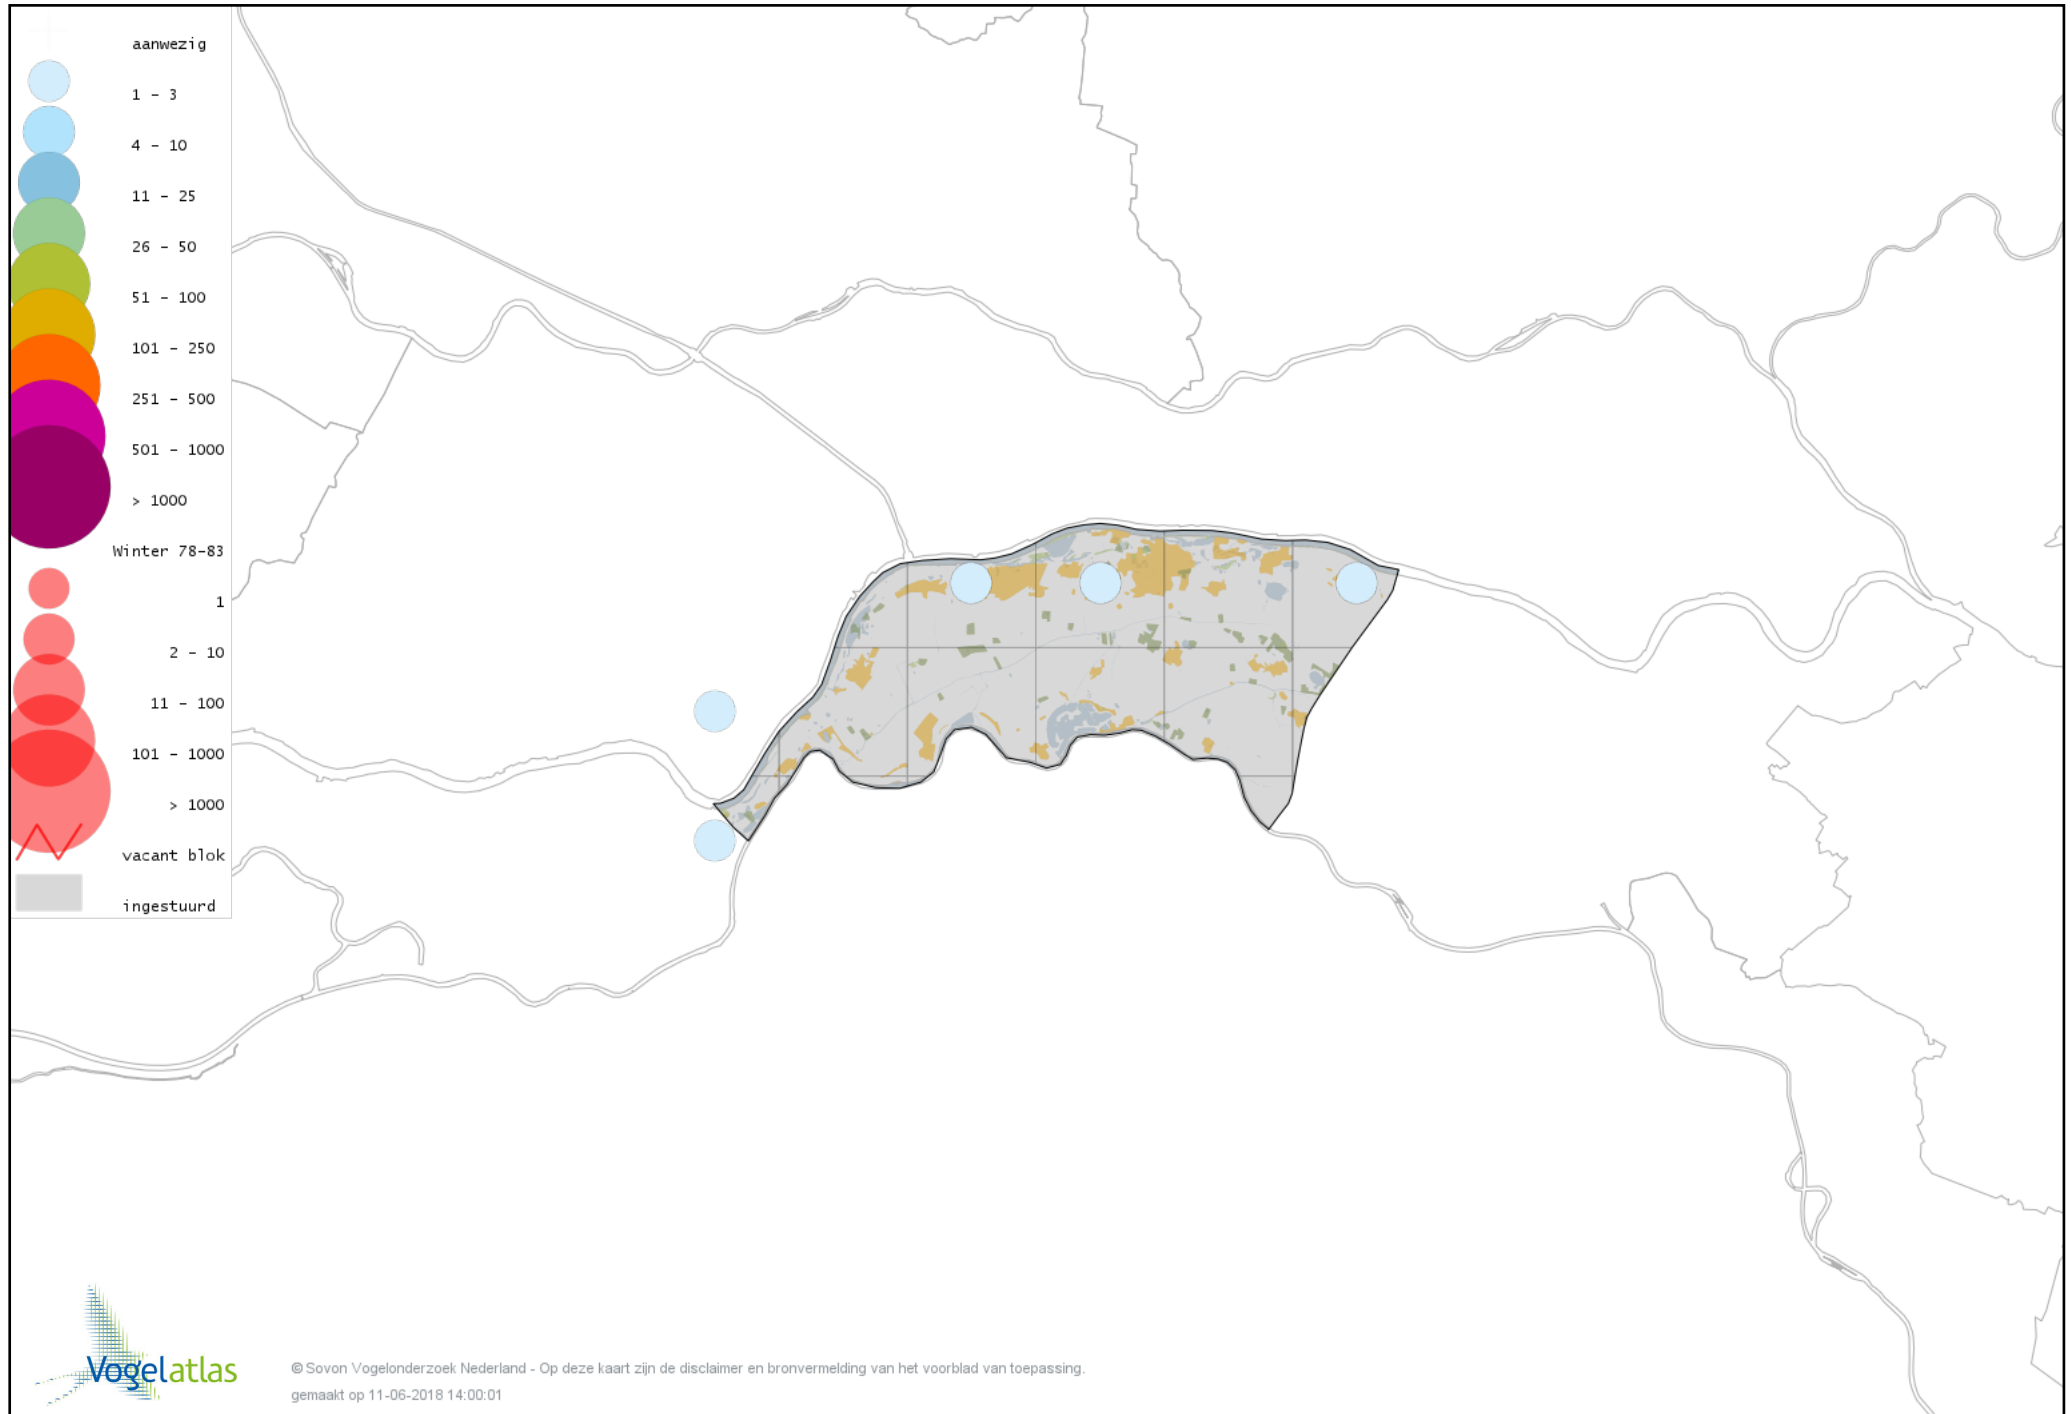 aanwezig
1 - 3
4 - 10
11 - 25
26 - 50
51 - 100
101 - 250
251 - 500
501 - 1000
> 1000
Winter 78-83
1
2 - 10
11 - 100
101 - 1000
> 1000
vacant blok
ingestuurd
Vogelatlas
© Sovon Vogelonderzoek Nederland - Op deze kaart zijn de disclaimer en bronvermelding van het voorblad van toepassing.
gemaakt op 11-06-2018 14:00:01